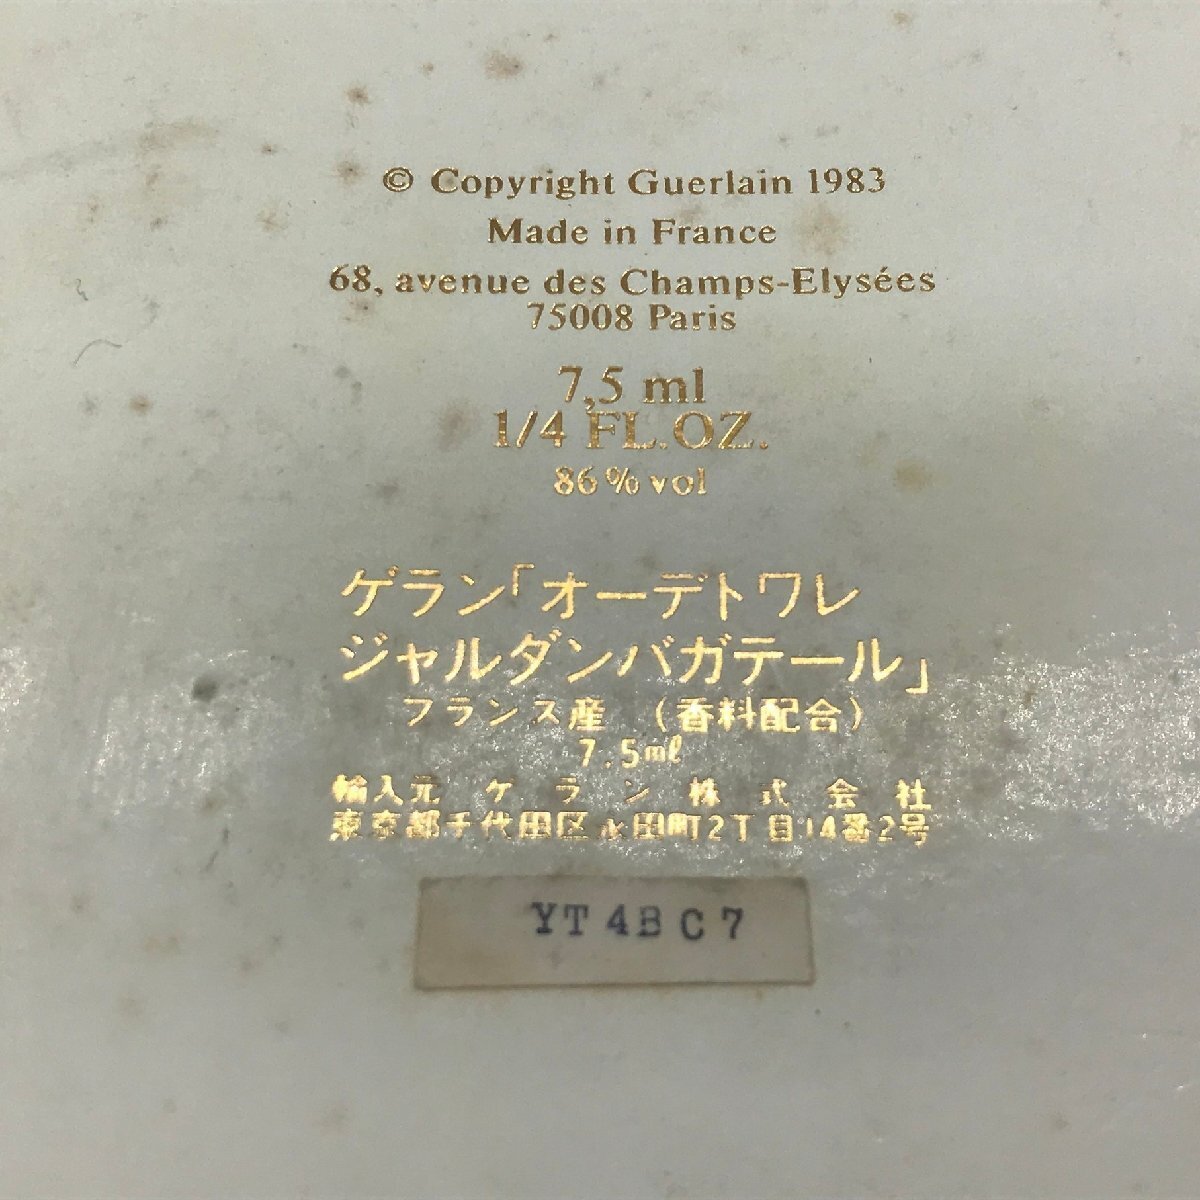 © Copyright Guerlain 1983
Made in France
68, avenue des Champs-Elysées
75008 Paris
7,5 ml
1/4 FL.OZ.
86% vol
ゲラン「オーデトワレ
ジャルダンバガテール」
フランス産 (香料配合)
7.5㎖
輸入元 ゲラン株式会社
東京都千代田区永田町2丁目14番2号
YT4BC7